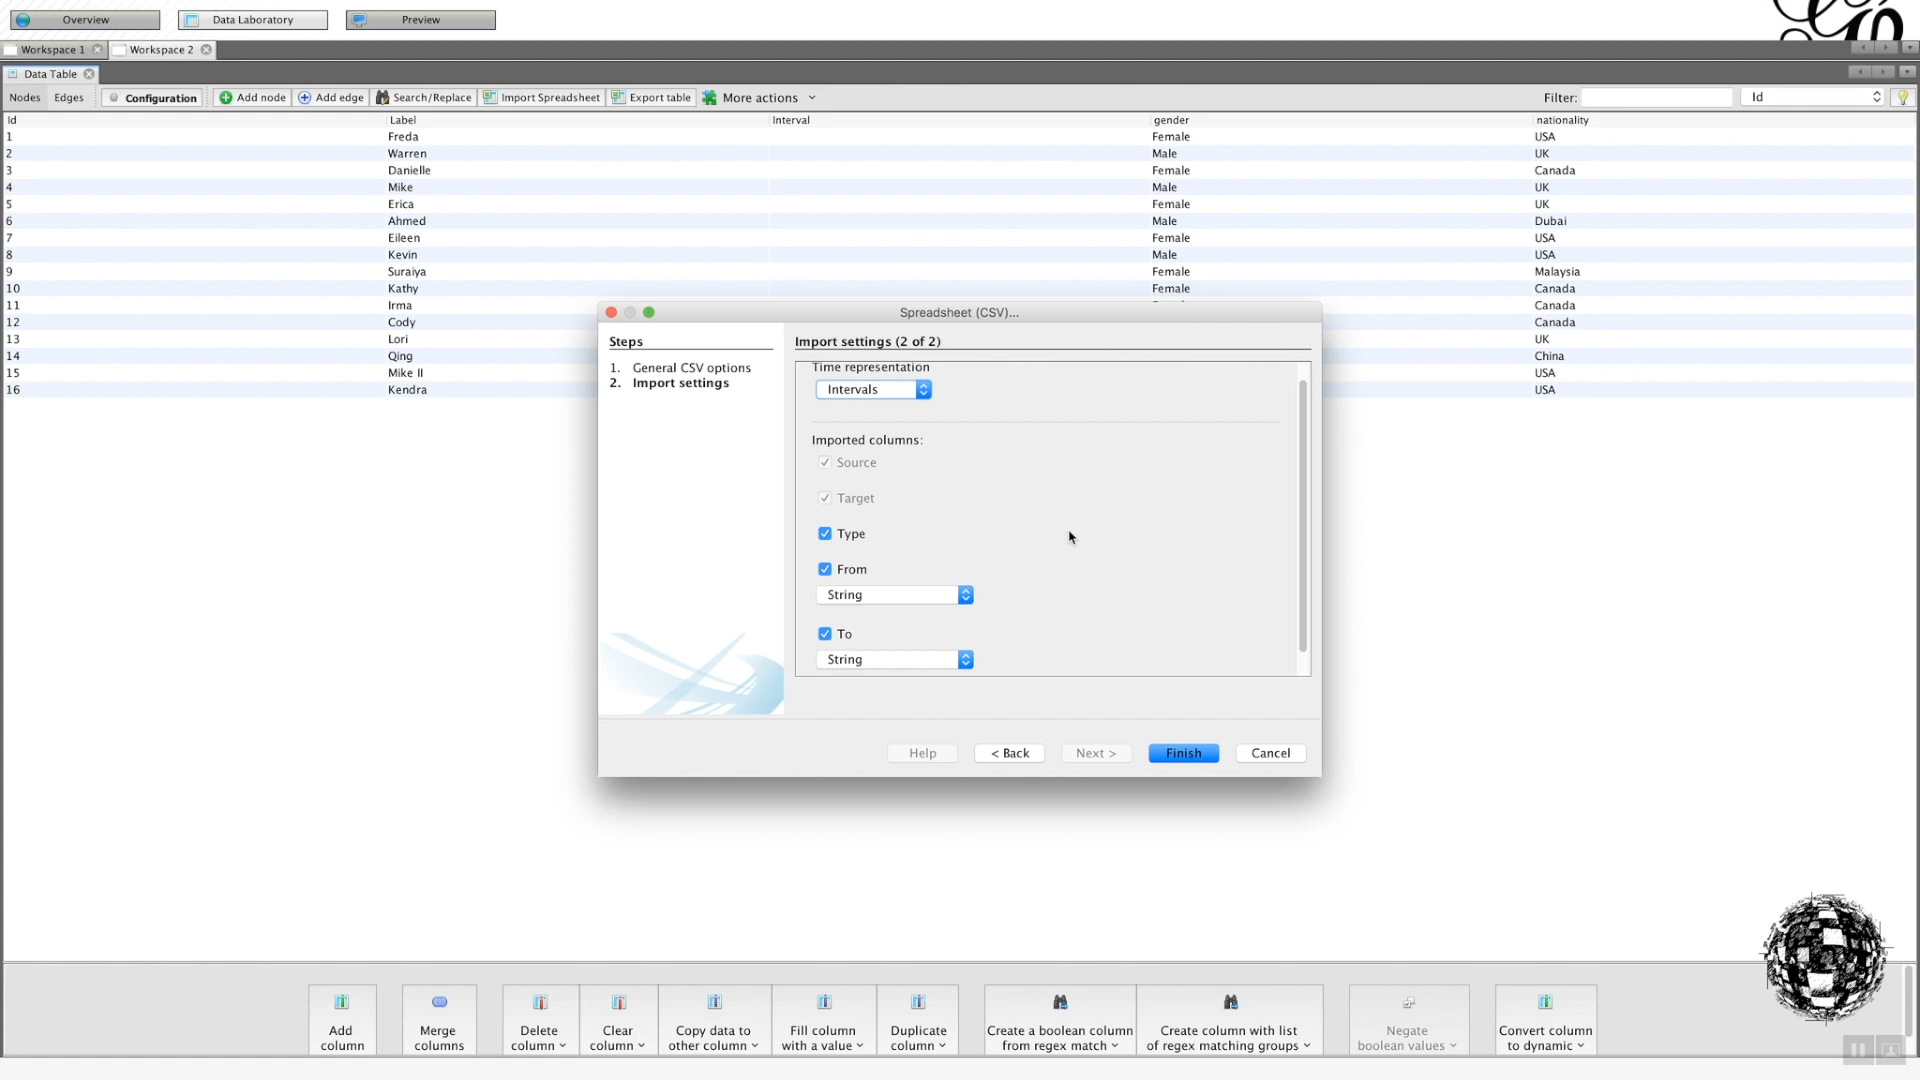 Overview Data Laboratory Preview
Workspace 1 Workspace 2
Data Table
Nodes Edges Configuration Add node Add edge Search/Replace Import Spreadsheet Export table More actions Filter: Id
Id Label Interval gender nationality
1 Freda Female USA
2 Warren Male UK
3 Danielle Female Canada
4 Mike Male UK
5 Erica Female UK
6 Ahmed Male Dubai
7 Eileen Female USA
8 Kevin Male USA
9 Suraiya Female Malaysia
10 Kathy Female Canada
11 Irma Canada
12 Cody Canada
13 Lori UK
14 Qing China
15 Mike II USA
16 Kendra USA
Spreadsheet (CSV)...
Steps
1. General CSV options
2. Import settings
Import settings (2 of 2)
Time representation
Intervals
Imported columns:
Source
Target
Type
From
String
To
String
Help < Back Next > Finish Cancel
Add column
Merge columns
Delete column
Clear column
Copy data to other column
Fill column with a value
Duplicate column
Create a boolean column from regex match
Create column with list of regex matching groups
Negate boolean values
Convert column to dynamic